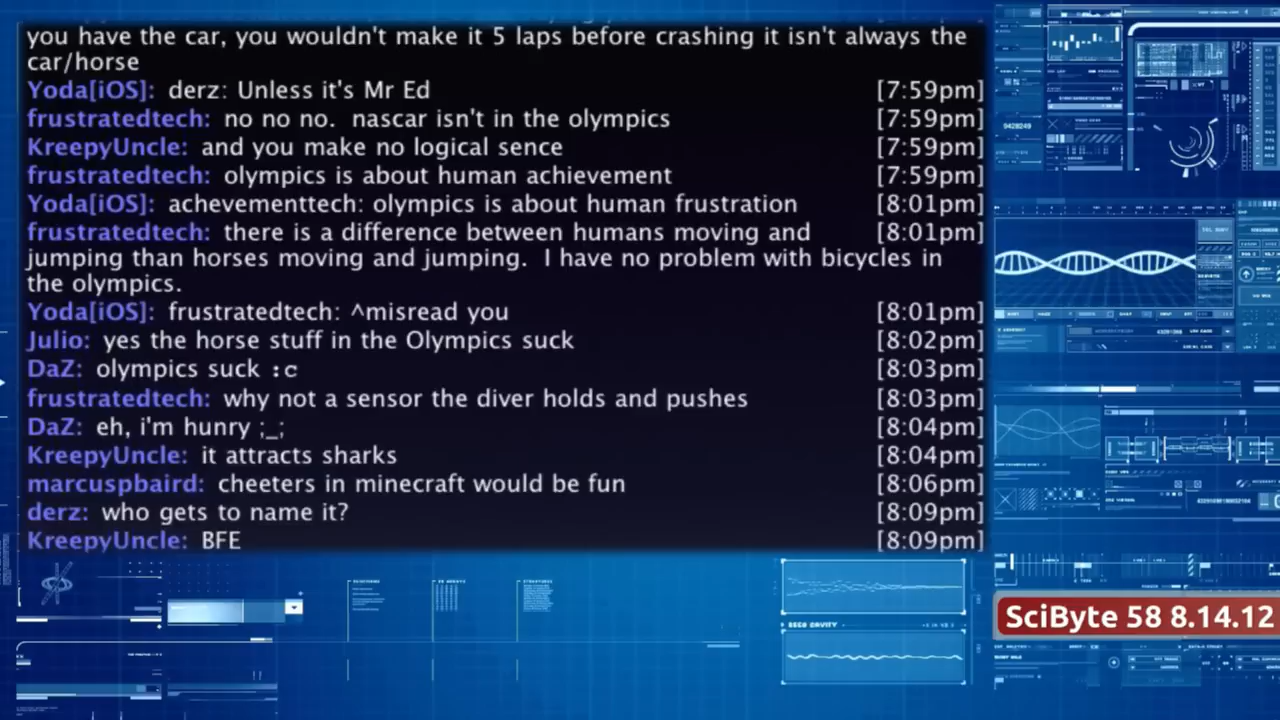 you have the car, you wouldn't make it 5 laps before crashing it isn't always the
car/horse
Yoda[iOS]: derz: Unless it's Mr Ed [7:59pm]
frustratedtech: no no no.  nascar isn't in the olympics [7:59pm]
KreepyUncle: and you make no logical sence [7:59pm]
frustratedtech: olympics is about human achievement [7:59pm]
Yoda[iOS]: achevementtech: olympics is about human frustration [8:01pm]
frustratedtech: there is a difference between humans moving and [8:01pm]
jumping than horses moving and jumping.  I have no problem with bicycles in
the olympics.
Yoda[iOS]: frustratedtech: ^misread you [8:01pm]
Julio: yes the horse stuff in the Olympics suck [8:02pm]
DaZ: olympics suck :c [8:03pm]
frustratedtech: why not a sensor the diver holds and pushes [8:03pm]
DaZ: eh, i'm hunry ;_; [8:04pm]
KreepyUncle: it attracts sharks [8:04pm]
marcuspbaird: cheeters in minecraft would be fun [8:06pm]
derz: who gets to name it? [8:09pm]
KreepyUncle: BFE [8:09pm]
SciByte 58 8.14.12